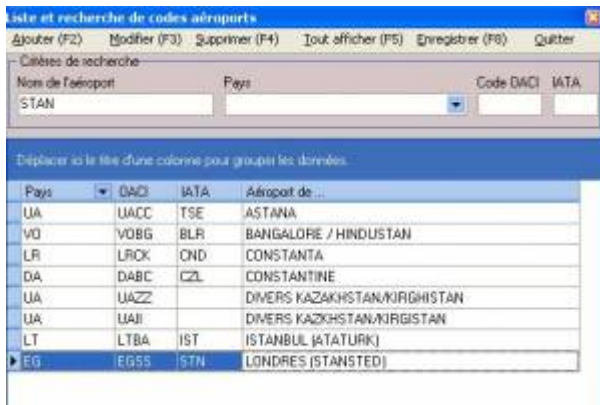 Liste et recherche de codes aéroports
Ajouter (F2) Modifier (F3) Supprimer (F4) Tout afficher (F5) Enregistrer (F8) Quitter
Critères de recherche
Nom de l'aéroport Pays Code OACI IATA
STAN
Déplacer ici le titre d'une colonne pour grouper les données.
Pays OACI IATA Aéroport de ...
UA UACC TSE ASTANA
VO VOBG BLR BANGALORE / HINDUSTAN
LR LRCK CND CONSTANTA
DA DABC CZL CONSTANTINE
UA UAZZ DIVERS KAZAKHSTAN/KIRGHISTAN
UA UAII DIVERS KAZKHSTAN/KIRGISTAN
LT LTBA IST ISTANBUL (ATATURK)
EG EGSS STN LONDRES (STANSTED)